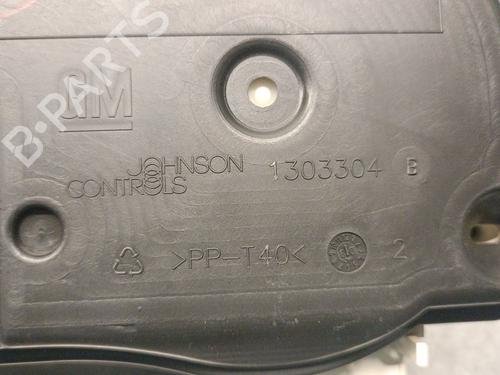 B-PARTS
GM
JOHNSON
CONTROLS
1303304 B
>PP-T40<
2